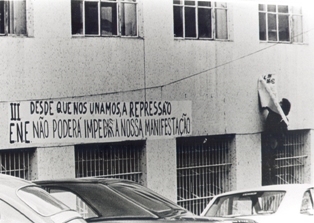 III DESDE QUE NOS UNAMOS, A REPRESSÃO
ENE NÃO PODERÁ IMPEDIR A NOSSA MANIFESTAÇÃO